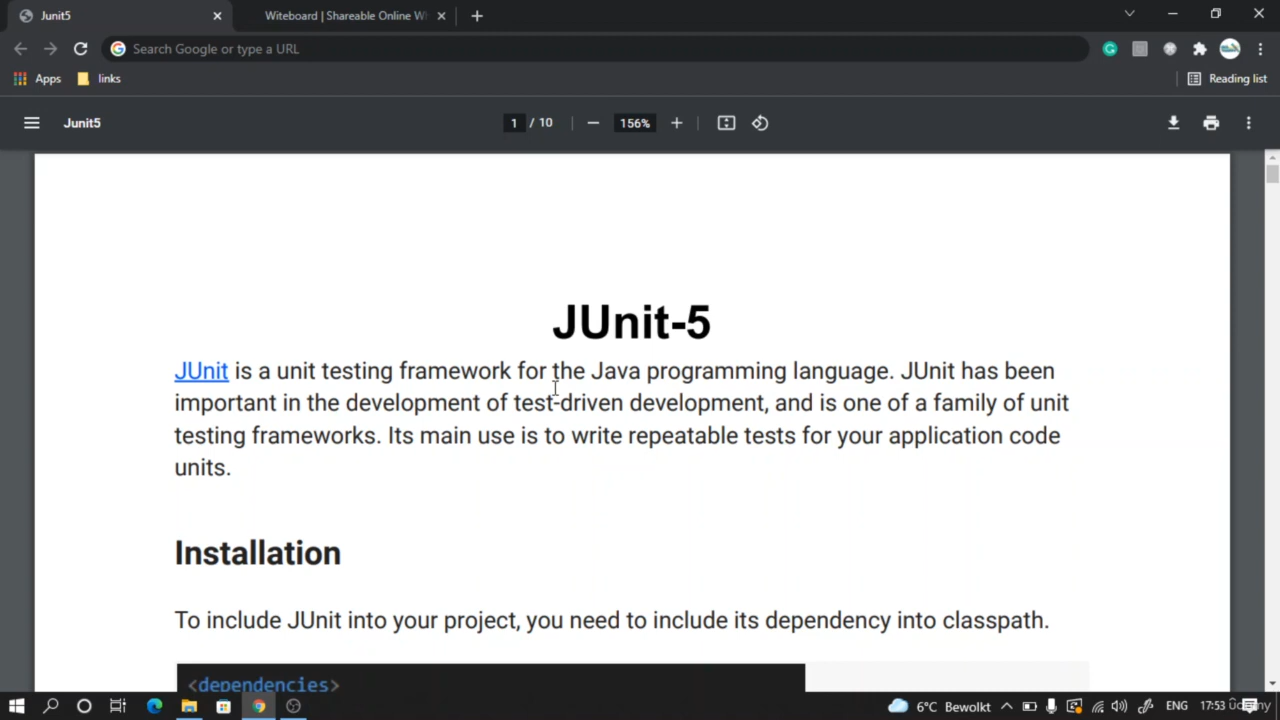 Junit5
Witeboard | Shareable Online W
Search Google or type a URL
Apps
links
Reading list
Junit5
1 / 10
156%
JUnit-5
JUnit is a unit testing framework for the Java programming language. JUnit has been
important in the development of test-driven development, and is one of a family of unit
testing frameworks. Its main use is to write repeatable tests for your application code
units.
Installation
To include JUnit into your project, you need to include its dependency into classpath.
<dependencies>
6°C Bewolkt
ENG
17:53
Udemy